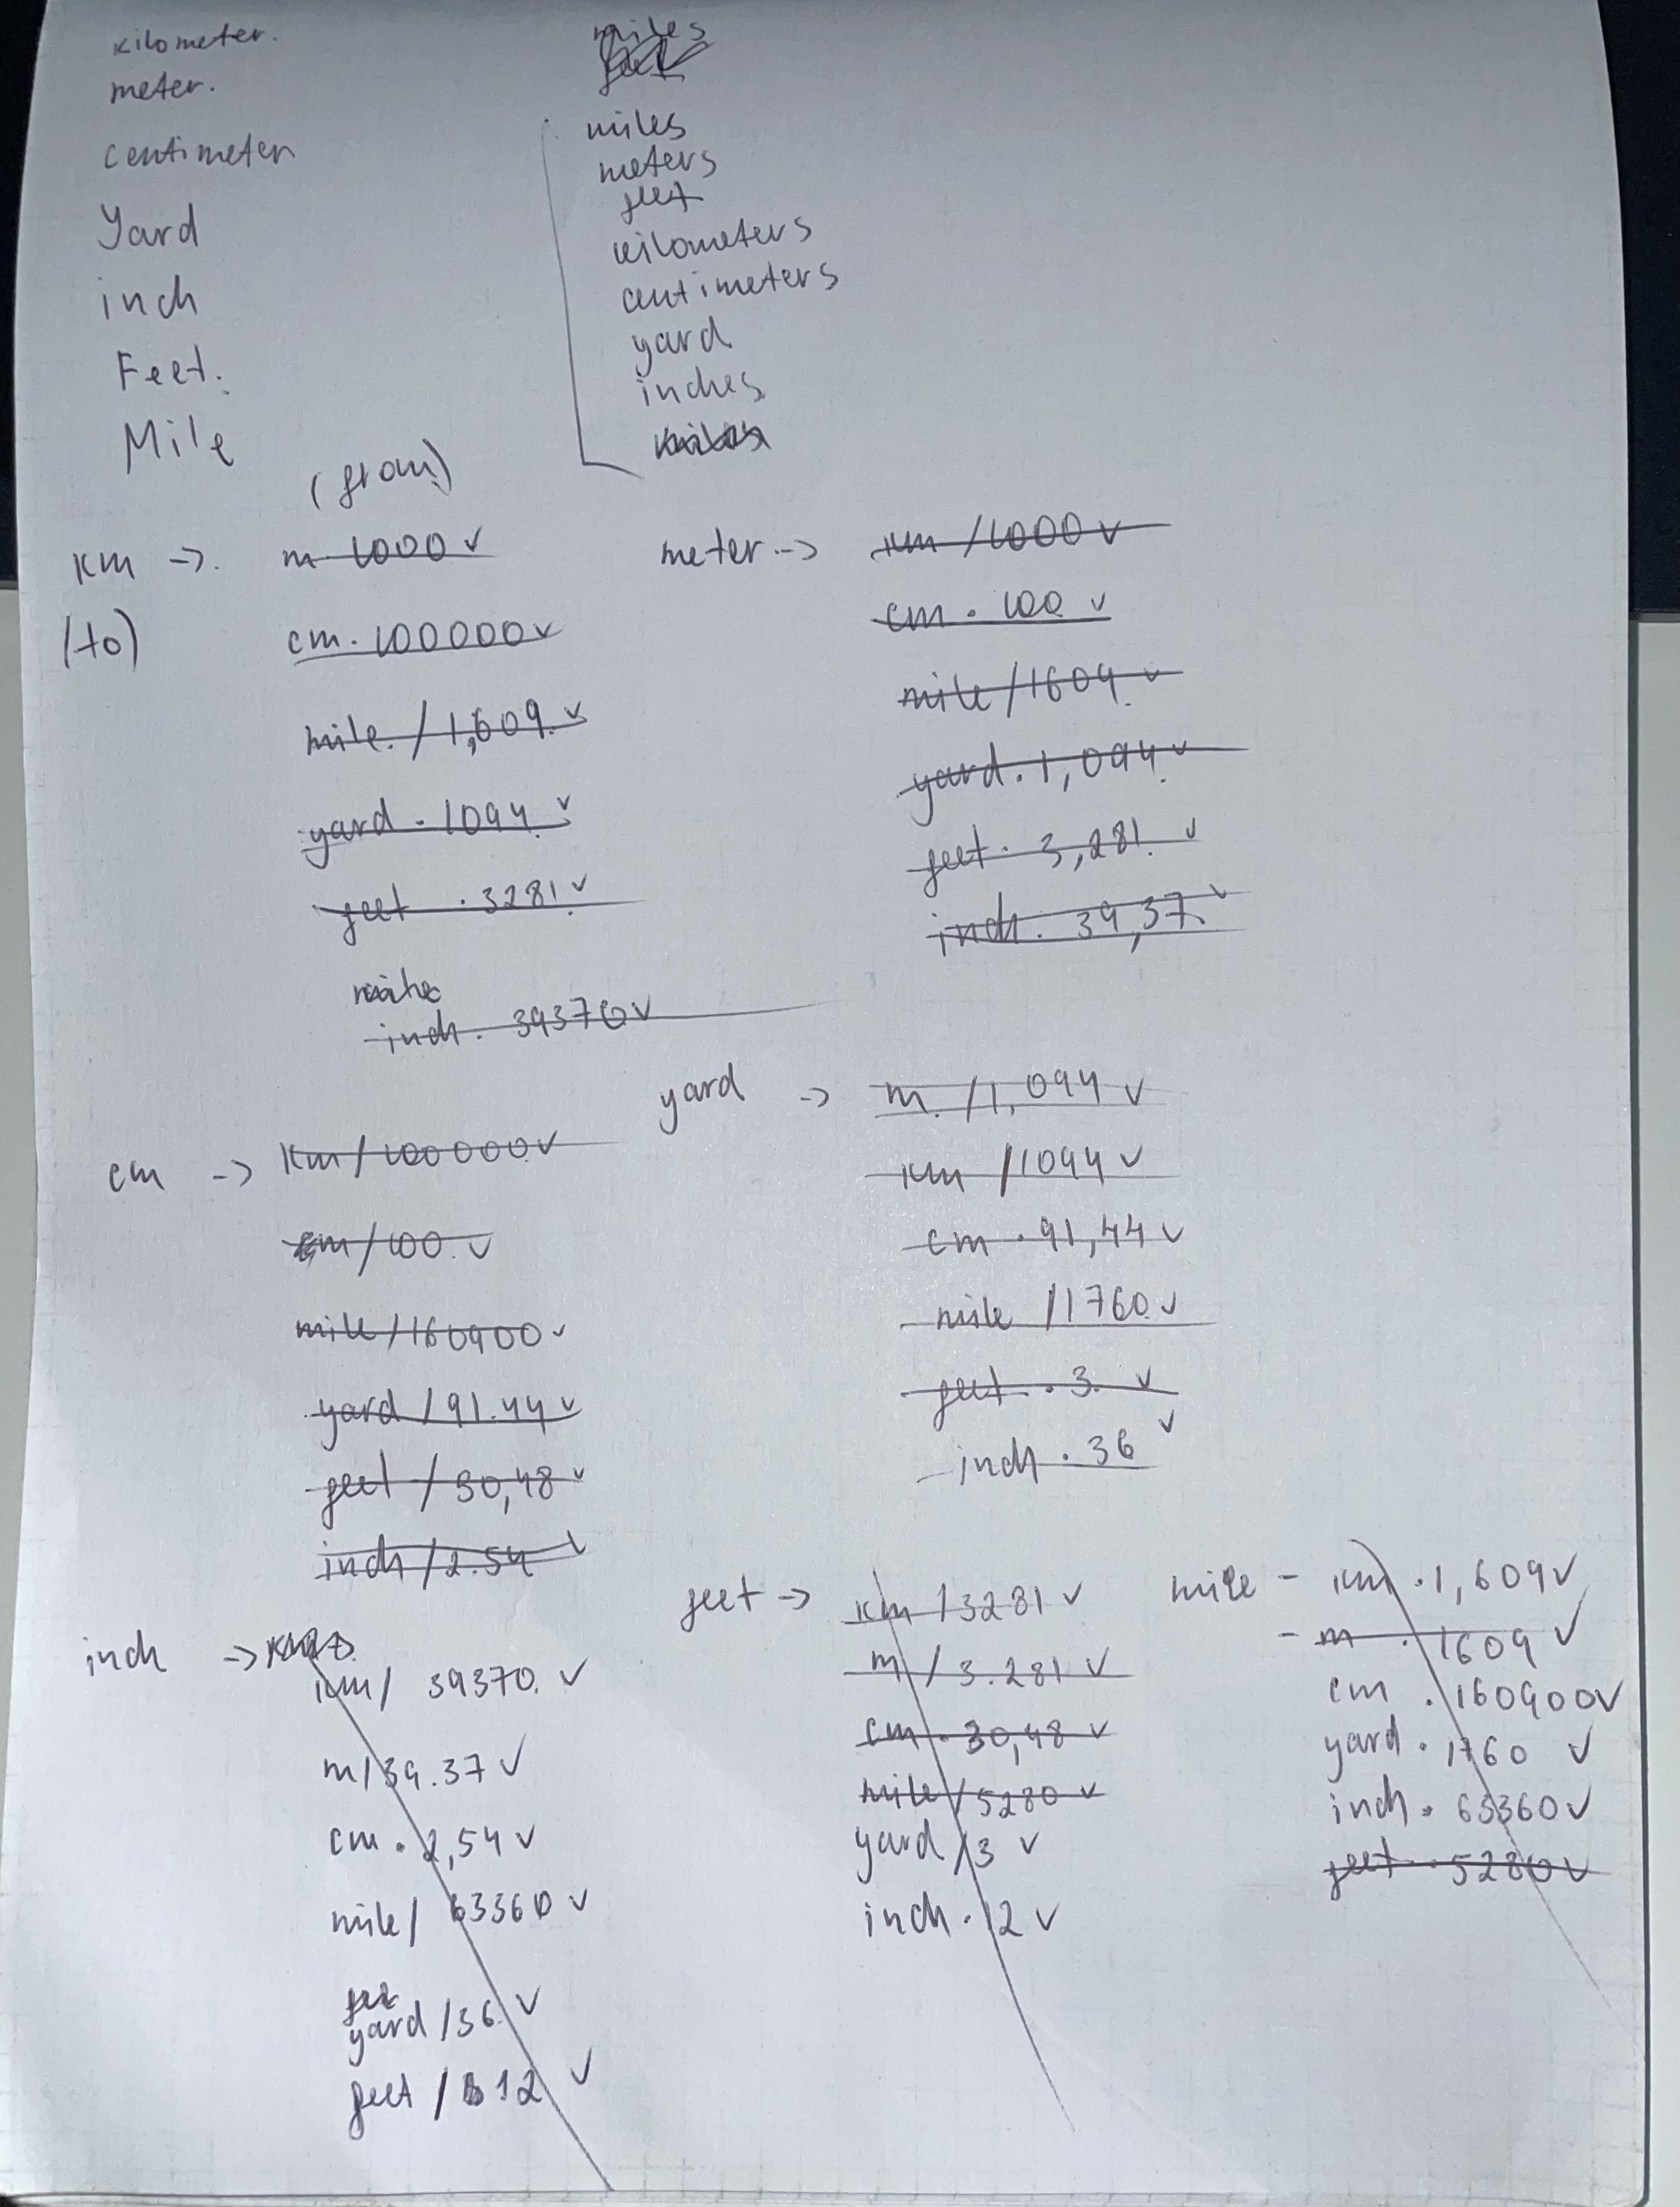 kilometer.
meter.
centimeter
Yard
inch
Feet.
Mile
miles
miles
meters
feet
kilometers
centimeters
yard
inches
(from)
km -> m 1000 v
(to)
cm . 100000 v
mile. / 1,609. v
yard . 1094 v
feet . 3281 v
inch . 39370 v
meter -> km / 1000 v
cm . 100 v
mile / 1609 v
yard . 1,094 v
feet . 3,281 v
inch . 39,37. v
cm -> km / 100000 v
m / 100. v
mile / 160900 v
yard / 91.44 v
feet / 30,48 v
inch / 2.54 v
yard -> m. / 1,094 v
km / 1094 v
cm . 91,44 v
mile / 1760 v
feet . 3. v
inch . 36 v
inch ->
km / 39370. v
m / 39.37 v
cm . 2,54 v
mile / 63360 v
yard / 36. v
feet / 12 v
feet -> km / 3281 v
m / 3.281 v
cm . 30,48 v
mile / 5280 v
yard / 3 v
inch . 12 v
mile - km . 1,609 v
- m . 1609 v
cm . 160900 v
yard . 1760 v
inch . 63360 v
feet . 5280 v